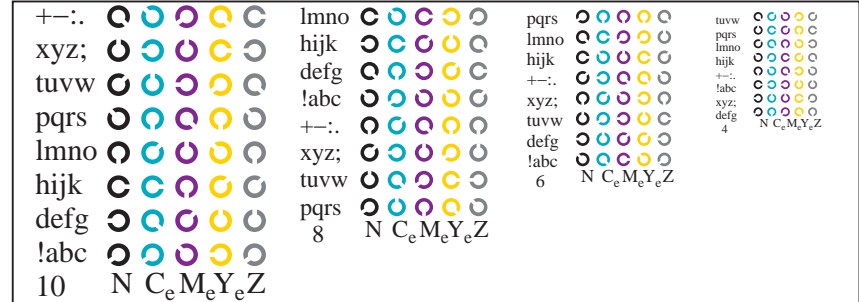 +−:.
xyz;
tuvw
pqrs
lmno
hijk
defg
!abc
10 N CeMeYeZ
lmno
hijk
defg
!abc
+−:.
xyz;
tuvw
pqrs
8 N CeMeYeZ
pqrs
lmno
hijk
+−:.
xyz;
tuvw
defg
!abc
6 N CeMeYeZ
tuvw
pqrs
lmno
hijk
+−:.
!abc
xyz;
defg
4 N CeMeYeZ